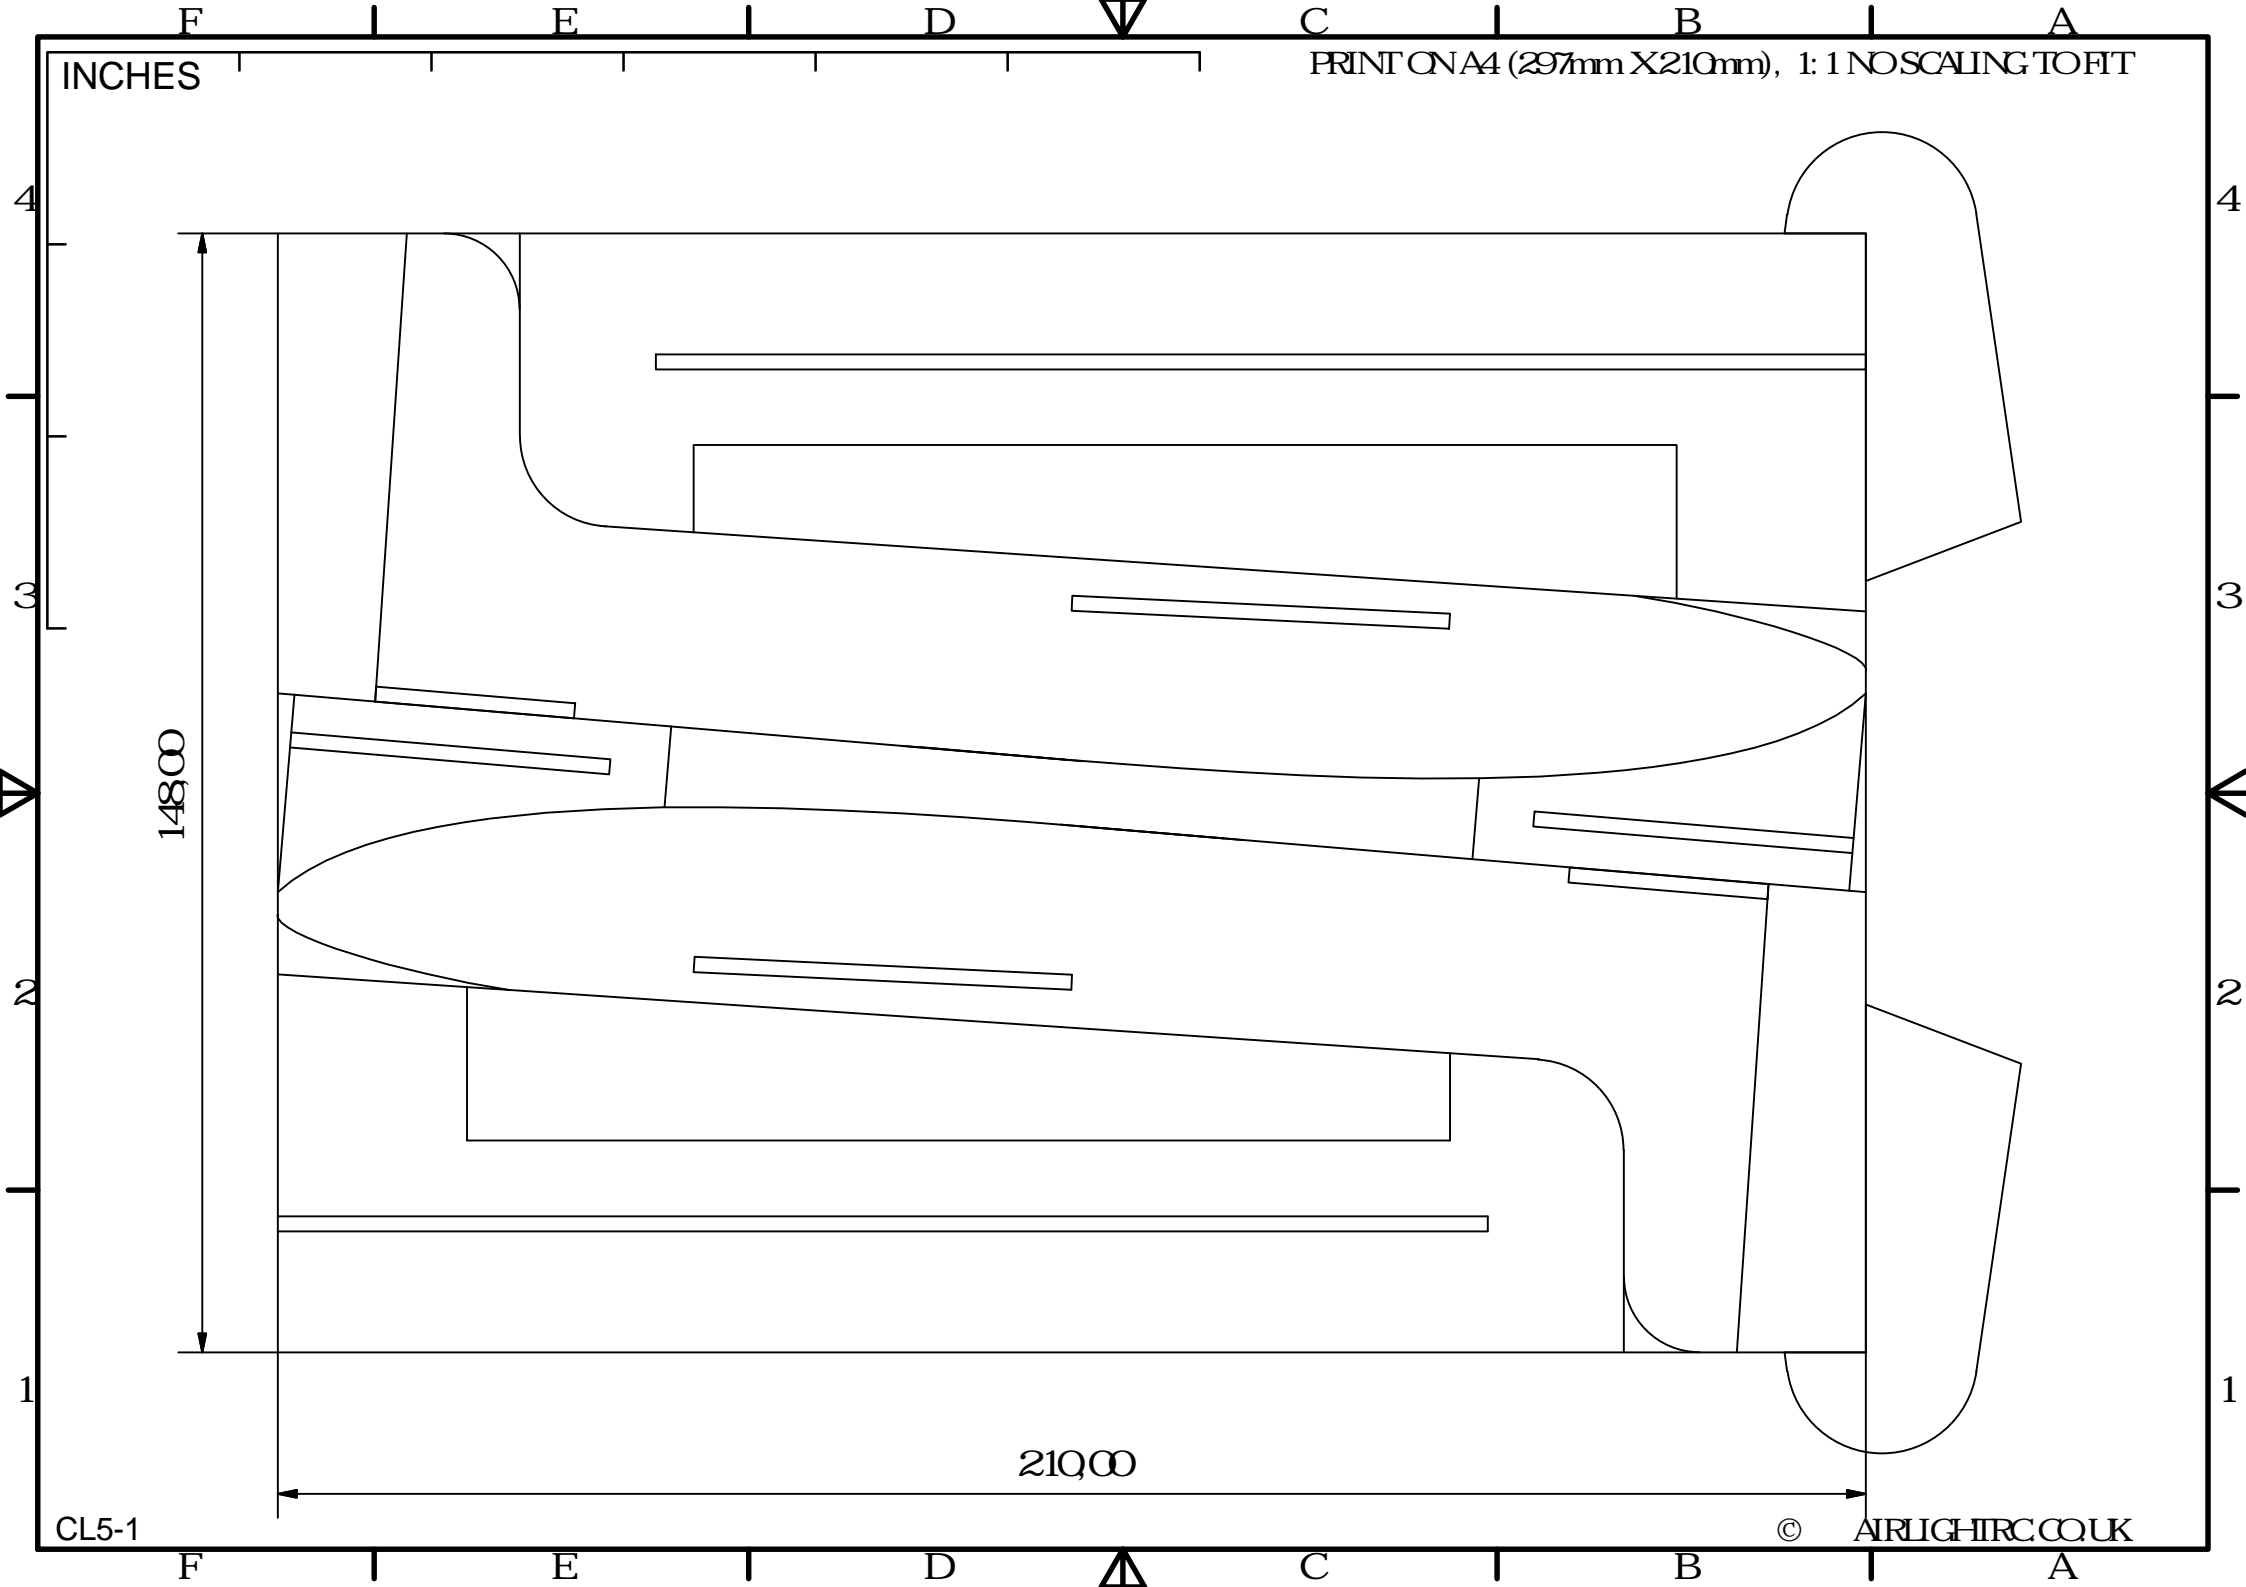 F E D C B A
INCHES
PRINT ON A4 (297mm X 210mm), 1:1 NO SCALING TO FIT
4 4
3 3
148,00
2 2
1 1
210,00
CL5-1
© AIRLIGHTRC.CO.UK
F E D C B A